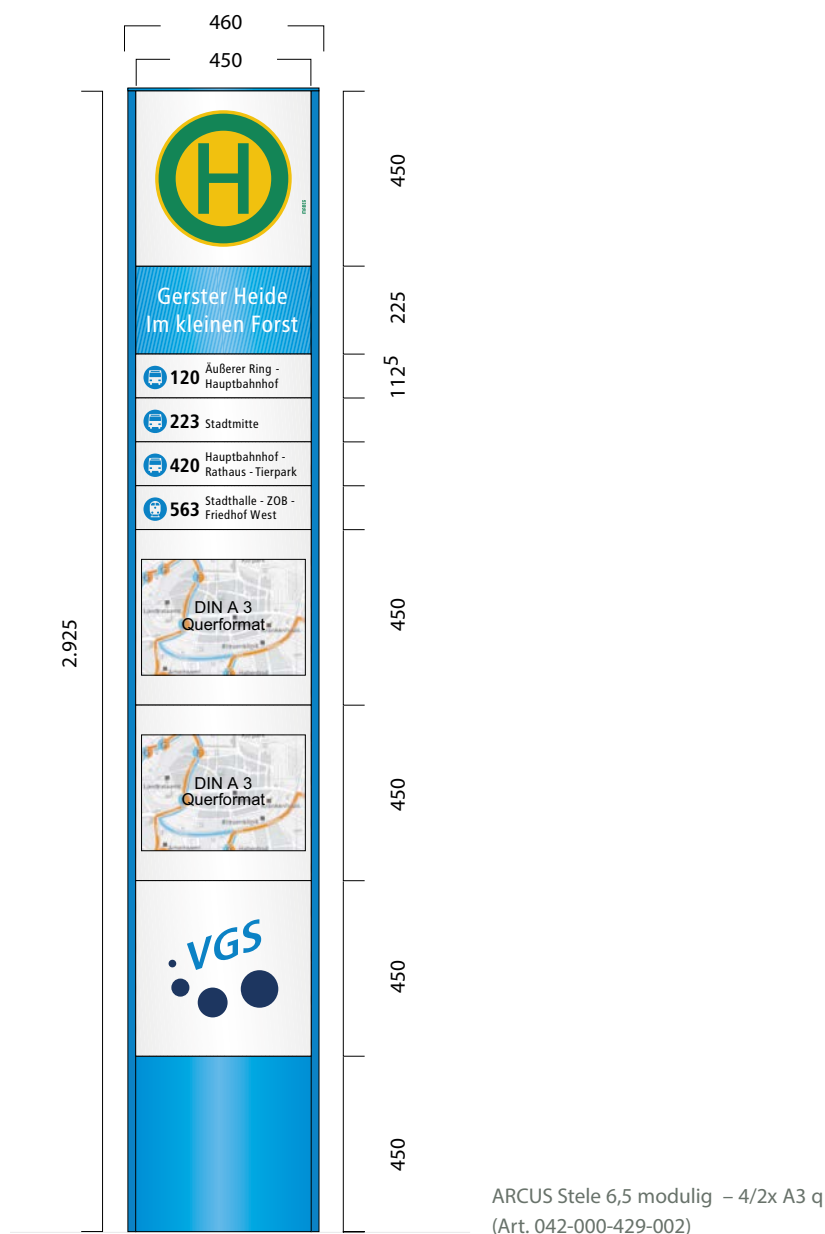 460
450
H
450
Gerster Heide
Im kleinen Forst
225
120 Äußerer Ring -
Hauptbahnhof
112⁵
223 Stadtmitte
420 Hauptbahnhof -
Rathaus - Tierpark
563 Stadthalle - ZOB -
Friedhof West
DIN A 3
Querformat
450
2.925
DIN A 3
Querformat
450
VGS
450
450
ARCUS Stele 6,5 modulig – 4/2x A3 q
(Art. 042-000-429-002)